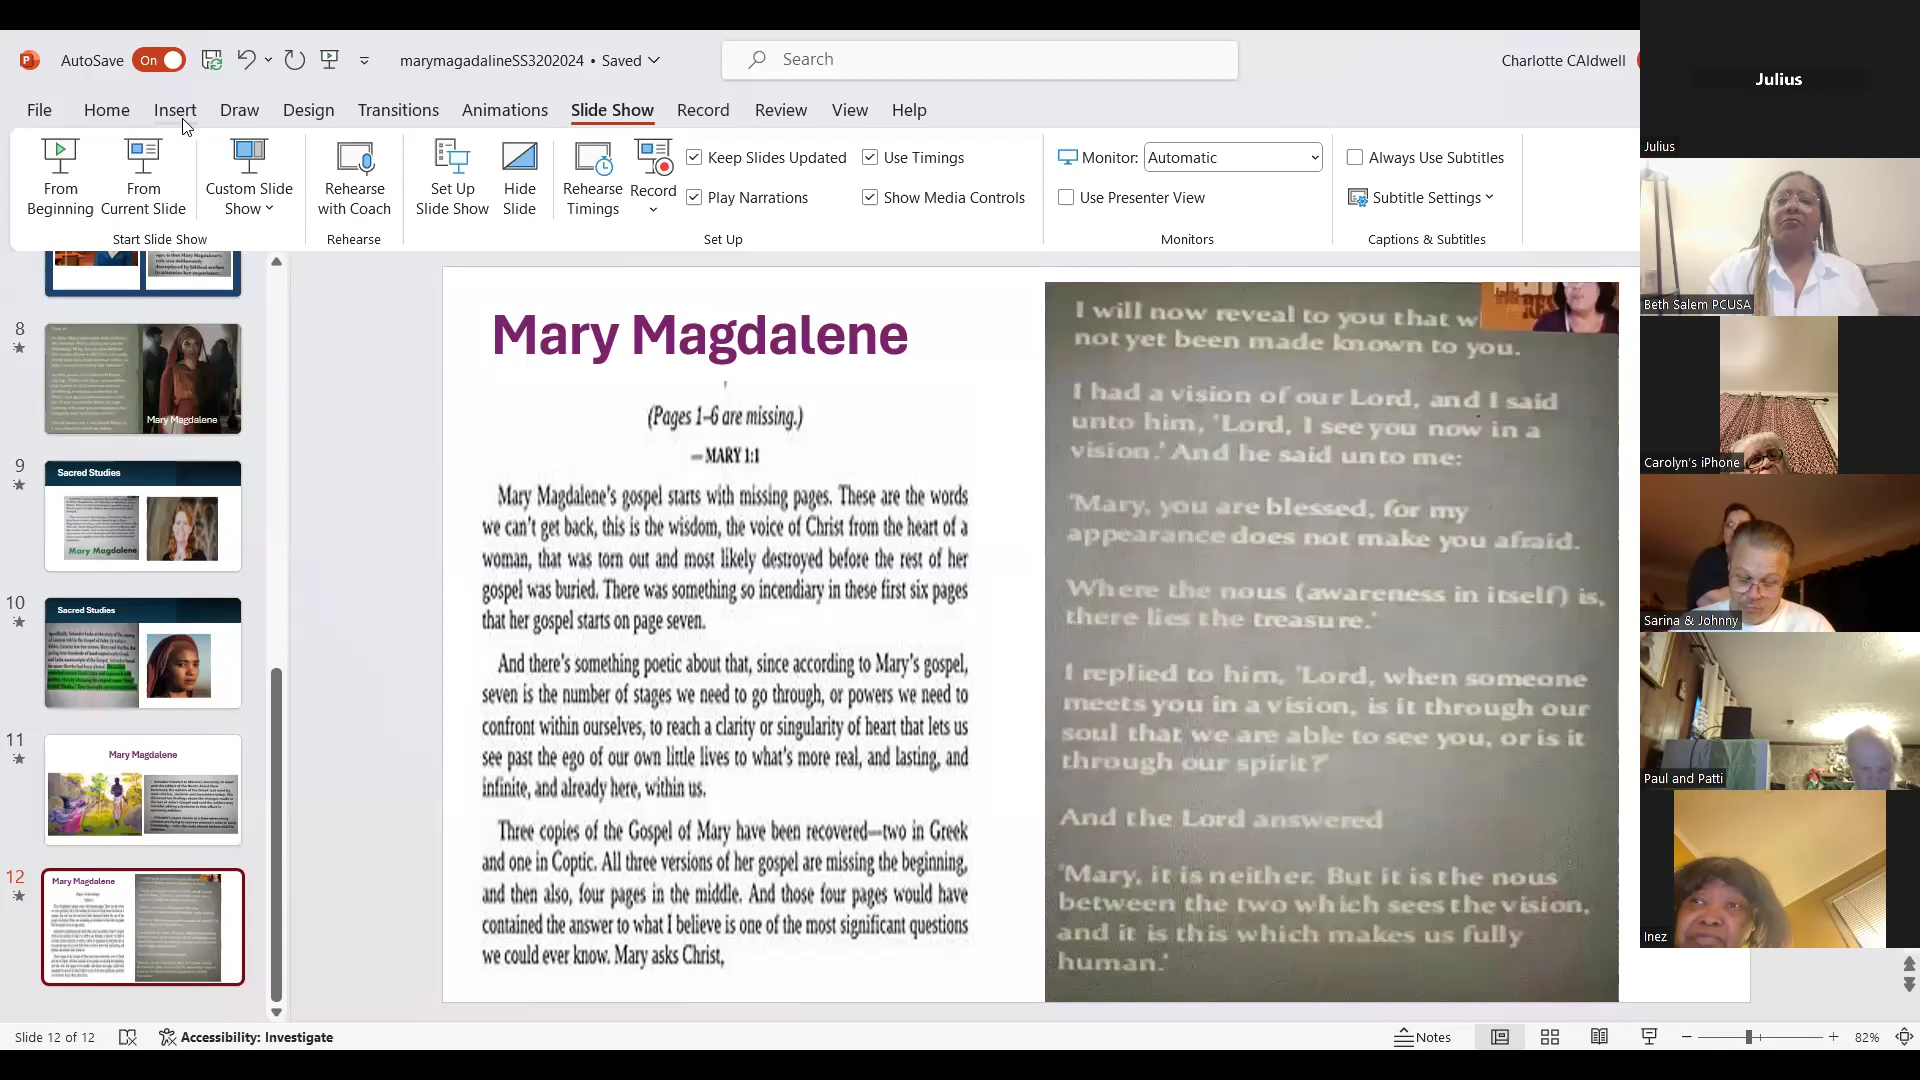 AutoSave On marymagadalineSS3202024 • Saved Search Charlotte CAldwell
File Home Insert Draw Design Transitions Animations Slide Show Record Review View Help
From Beginning
From Current Slide
Custom Slide Show
Start Slide Show
Rehearse with Coach
Rehearse
Set Up Slide Show
Hide Slide
Rehearse Timings
Record
Keep Slides Updated
Play Narrations
Use Timings
Show Media Controls
Set Up
Monitor: Automatic
Use Presenter View
Monitors
Always Use Subtitles
Subtitle Settings
Captions & Subtitles
8
Mary Magdalene
9
Sacred Studies
Mary Magdalene
10
Sacred Studies
11
Mary Magdalene
12
Mary Magdalene
Mary Magdalene
(Pages 1–6 are missing.)
—MARY 1:1
Mary Magdalene's gospel starts with missing pages. These are the words
we can't get back, this is the wisdom, the voice of Christ from the heart of a
woman, that was torn out and most likely destroyed before the rest of her
gospel was buried. There was something so incendiary in these first six pages
that her gospel starts on page seven.
And there's something poetic about that, since according to Mary's gospel,
seven is the number of stages we need to go through, or powers we need to
confront within ourselves, to reach a clarity or singularity of heart that lets us
see past the ego of our own little lives to what's more real, and lasting, and
infinite, and already here, within us.
Three copies of the Gospel of Mary have been recovered—two in Greek
and one in Coptic. All three versions of her gospel are missing the beginning,
and then also, four pages in the middle. And those four pages would have
contained the answer to what I believe is one of the most significant questions
we could ever know. Mary asks Christ,
I will now reveal to you that w
not yet been made known to you.
I had a vision of our Lord, and I said
unto him, 'Lord, I see you now in a
vision.' And he said unto me:
'Mary, you are blessed, for my
appearance does not make you afraid.
Where the nous (awareness in itself) is,
there lies the treasure.'
I replied to him, 'Lord, when someone
meets you in a vision, is it through our
soul that we are able to see you, or is it
through our spirit?'
And the Lord answered
'Mary, it is neither. But it is the nous
between the two which sees the vision,
and it is this which makes us fully
human.'
Julius
Julius
Beth Salem PCUSA
Carolyn's iPhone
Sarina & Johnny
Paul and Patti
Inez
Slide 12 of 12 Accessibility: Investigate Notes 82%